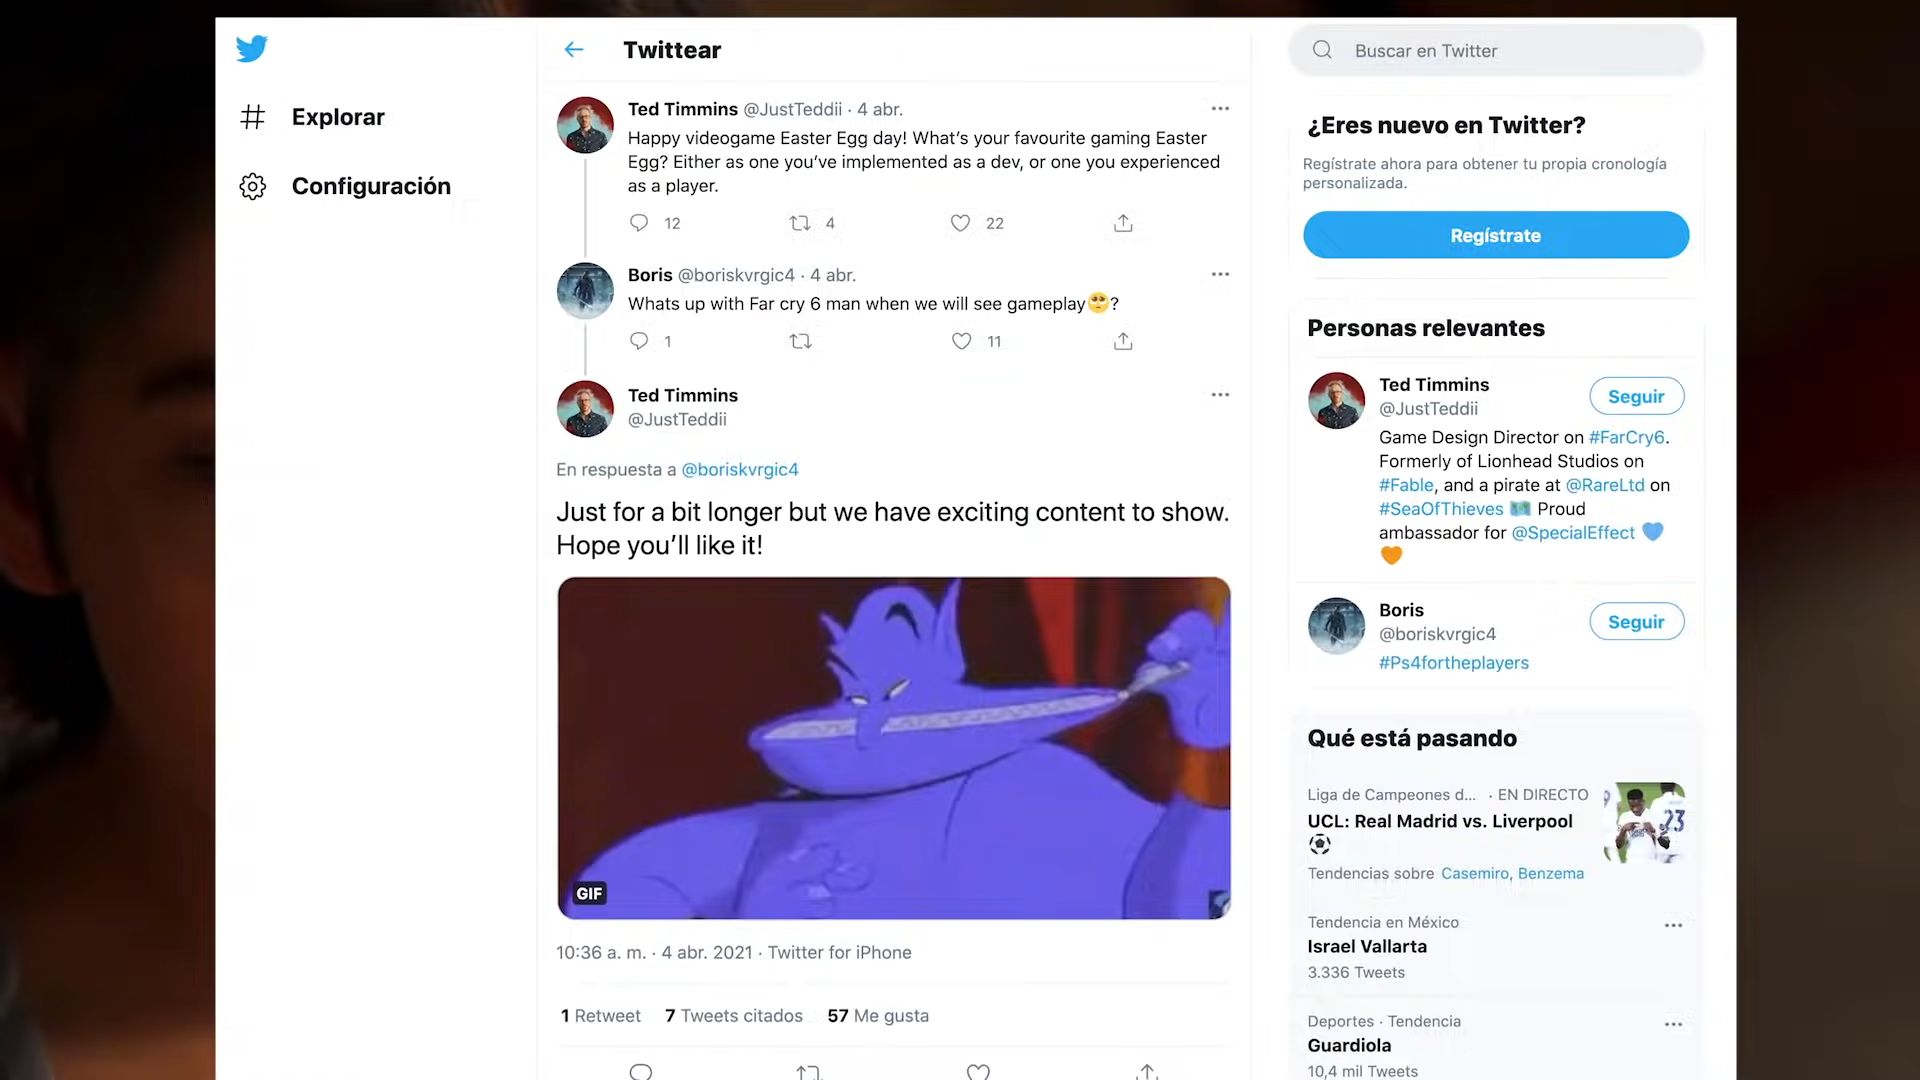 Twittear
Buscar en Twitter
Explorar
Configuración
Ted Timmins @JustTeddii · 4 abr.
Happy videogame Easter Egg day! What's your favourite gaming Easter
Egg? Either as one you've implemented as a dev, or one you experienced
as a player.
12 4 22
Boris @boriskvrgic4 · 4 abr.
Whats up with Far cry 6 man when we will see gameplay🥺?
1 11
Ted Timmins
@JustTeddii
En respuesta a @boriskvrgic4
Just for a bit longer but we have exciting content to show.
Hope you'll like it!
GIF
10:36 a. m. · 4 abr. 2021 · Twitter for iPhone
1 Retweet 7 Tweets citados 57 Me gusta
¿Eres nuevo en Twitter?
Regístrate ahora para obtener tu propia cronología
personalizada.
Regístrate
Personas relevantes
Ted Timmins
@JustTeddii
Seguir
Game Design Director on #FarCry6.
Formerly of Lionhead Studios on
#Fable, and a pirate at @RareLtd on
#SeaOfThieves 🗺️ Proud
ambassador for @SpecialEffect 💙
🧡
Boris
@boriskvrgic4
Seguir
#Ps4fortheplayers
Qué está pasando
Liga de Campeones d... · EN DIRECTO
UCL: Real Madrid vs. Liverpool
⚽
23
Tendencias sobre Casemiro, Benzema
Tendencia en México
Israel Vallarta
3.336 Tweets
Deportes · Tendencia
Guardiola
10,4 mil Tweets